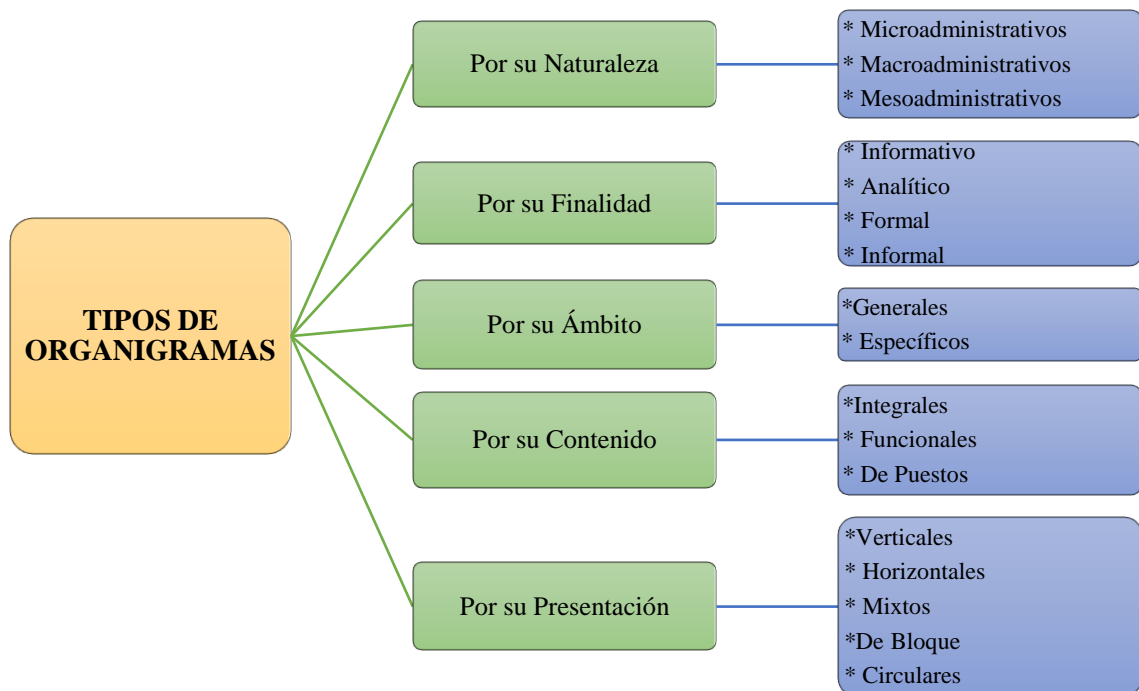 TIPOS DE
ORGANIGRAMAS
Por su Naturaleza
* Microadministrativos
* Macroadministrativos
* Mesoadministrativos
Por su Finalidad
* Informativo
* Analítico
* Formal
* Informal
Por su Ámbito
*Generales
* Específicos
Por su Contenido
*Integrales
* Funcionales
* De Puestos
Por su Presentación
*Verticales
* Horizontales
* Mixtos
*De Bloque
* Circulares